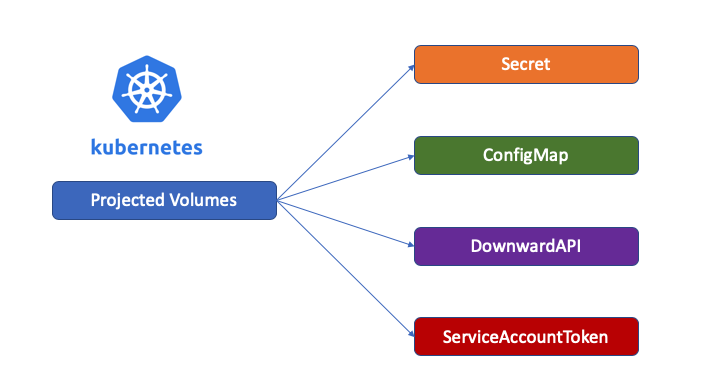 kubernetes
Projected Volumes
Secret
ConfigMap
DownwardAPI
ServiceAccountToken